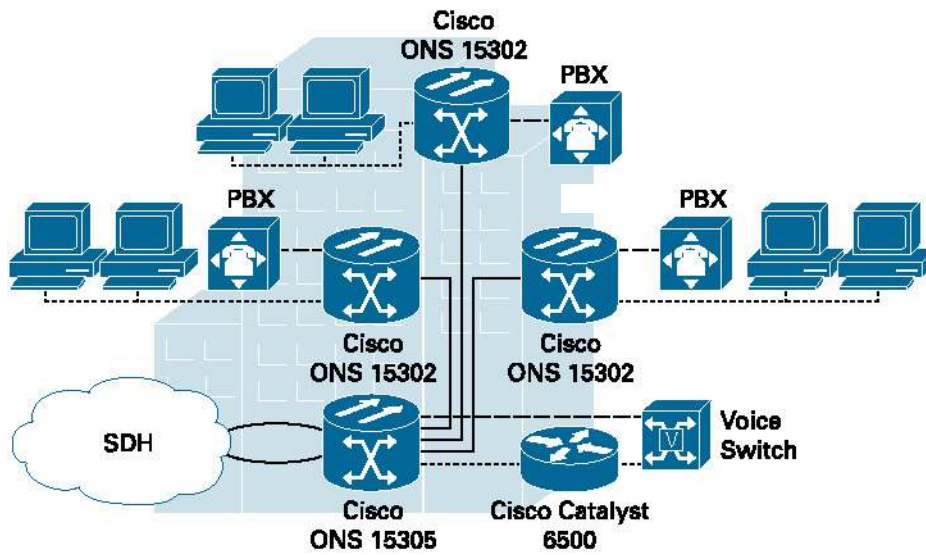 Cisco
ONS 15302
PBX
PBX
PBX
Cisco
ONS 15302
Cisco
ONS 15302
SDH
V
Voice
Switch
Cisco
ONS 15305
Cisco Catalyst
6500